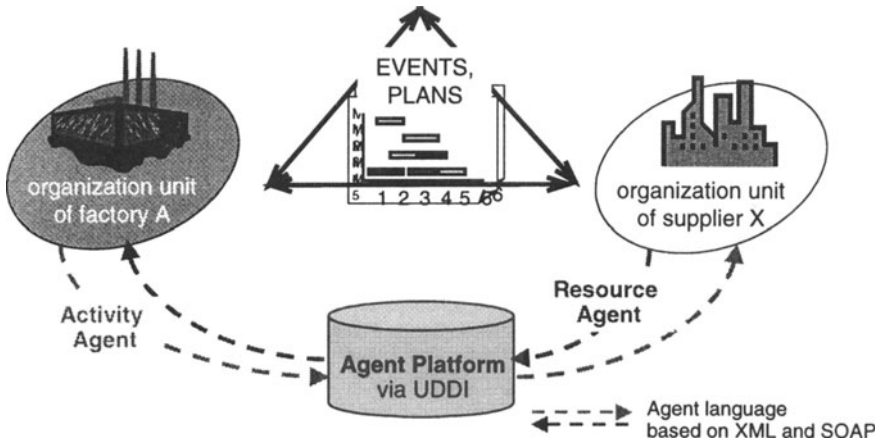 EVENTS,
PLANS
5 1 2 3 4 5 6
organization unit
of factory A
organization unit
of supplier X
Activity
Agent
Resource
Agent
Agent Platform
via UDDI
Agent language
based on XML and SOAP